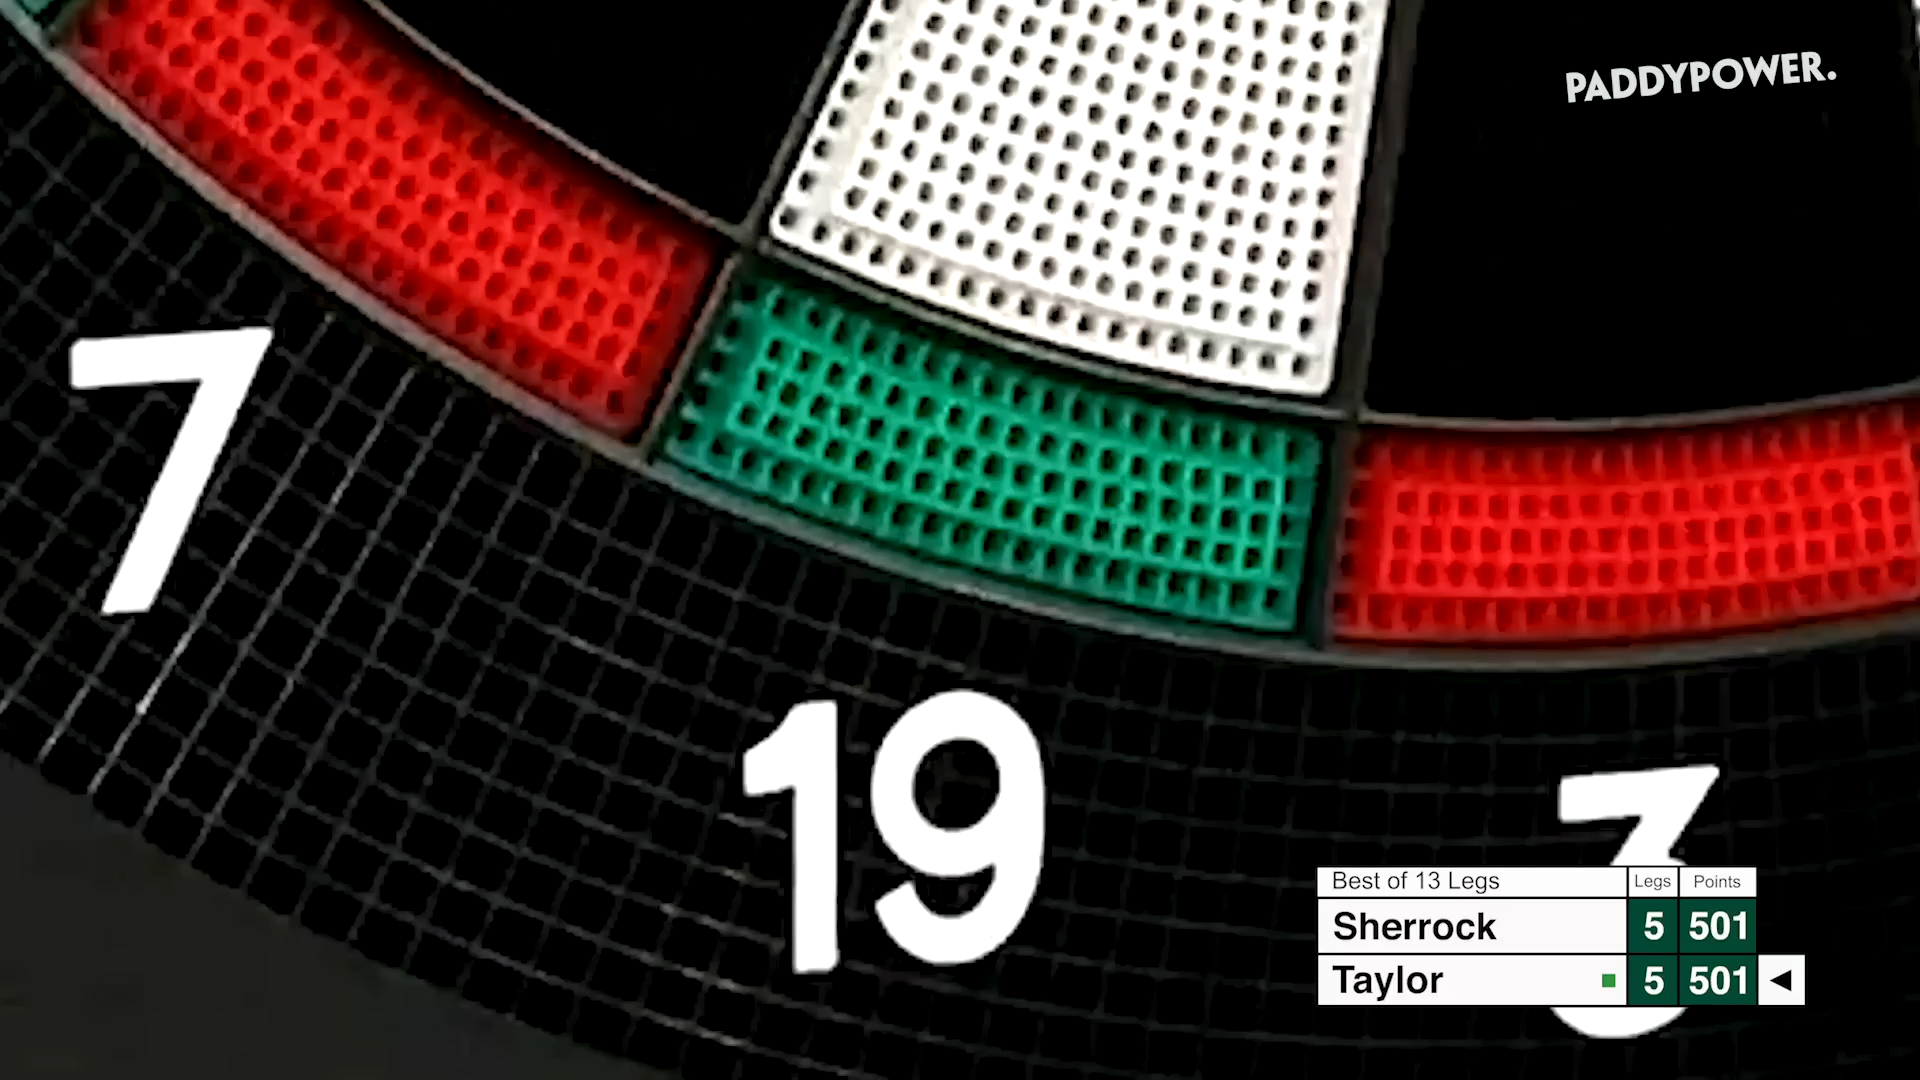 PADDYPOWER.
7
19
3
Best of 13 Legs Legs Points
Sherrock 5 501
Taylor 5 501